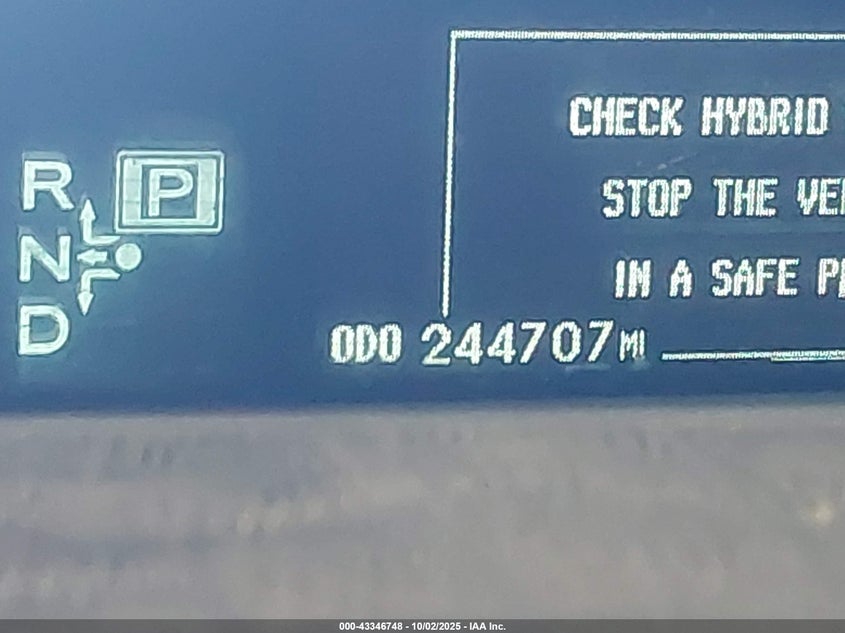 CHECK HYBRID
STOP THE
IN A SAFE
R
P
N
D
ODO 244707 MI
000-43346748 - 10/02/2025 - IAA Inc.